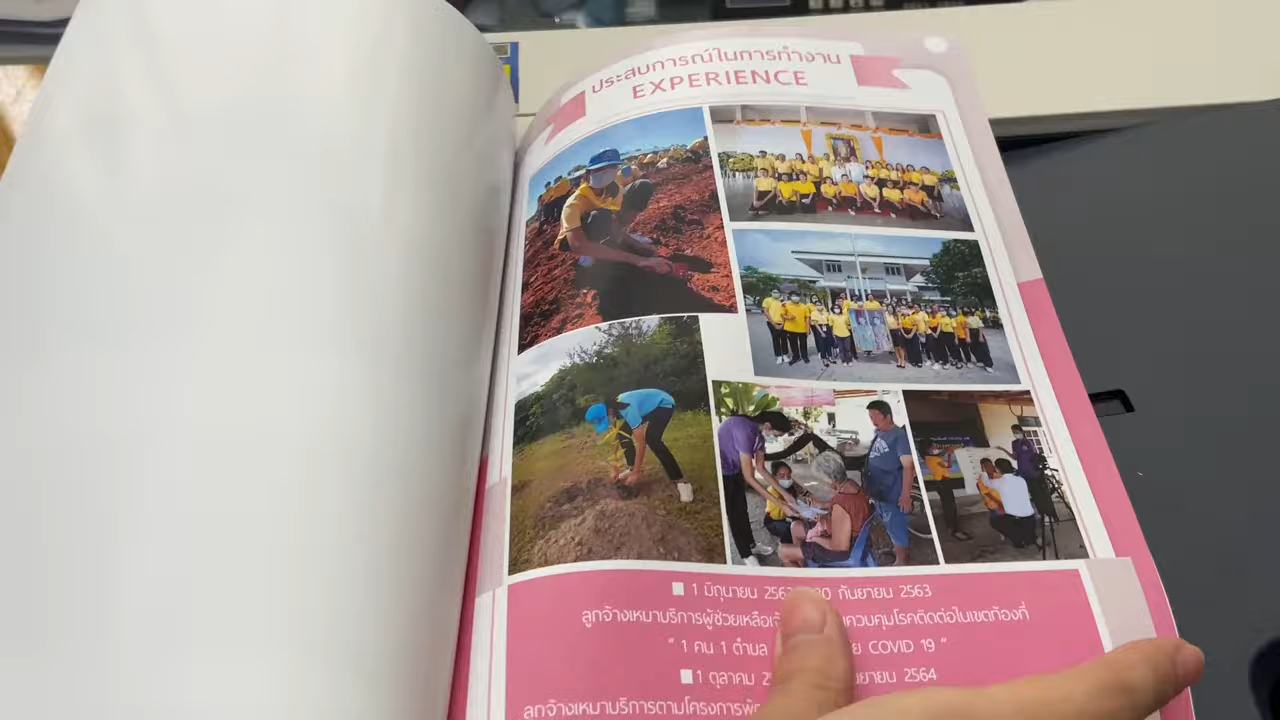 ประสบการณ์ในการทำงาน
EXPERIENCE
1 มิถุนายน 30 กันยายน 2563
ลูกจ้างเหมาบริการผู้ช่วยเหลือ ควบคุมโรคติดต่อในเขตท้องที่
" 1 คน 1 ตำบล COVID 19 "
1 ตุลาคม 2564
ลูกจ้างเหมาบริการตามโครงการ